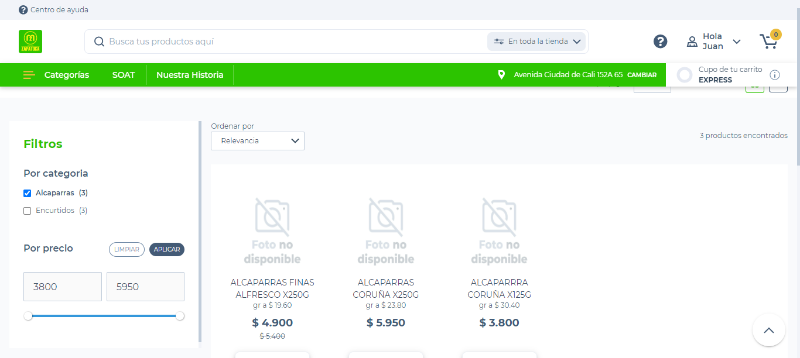 Centro de ayuda
Busca tus productos aquí
En toda la tienda
Hola
Juan
0
Categorías
SOAT
Nuestra Historia
Avenida Ciudad de Cali 152A 65 CAMBIAR
Cupo de tu carrito
EXPRESS
Filtros
Por categoría
Alcaparras (3)
Encurtidos (3)
Por precio
LIMPIAR
APLICAR
3800
5950
Ordenar por
Relevancia
3 productos encontrados
Foto no
disponible
ALCAPARRAS FINAS
ALFRESCO X250G
gr a $ 19.60
$ 4.900
$ 5.400
Foto no
disponible
ALCAPARRAS
CORUÑA X250G
gr a $ 23.80
$ 5.950
Foto no
disponible
ALCAPARRRA
CORUÑA X125G
gr a $ 30.40
$ 3.800